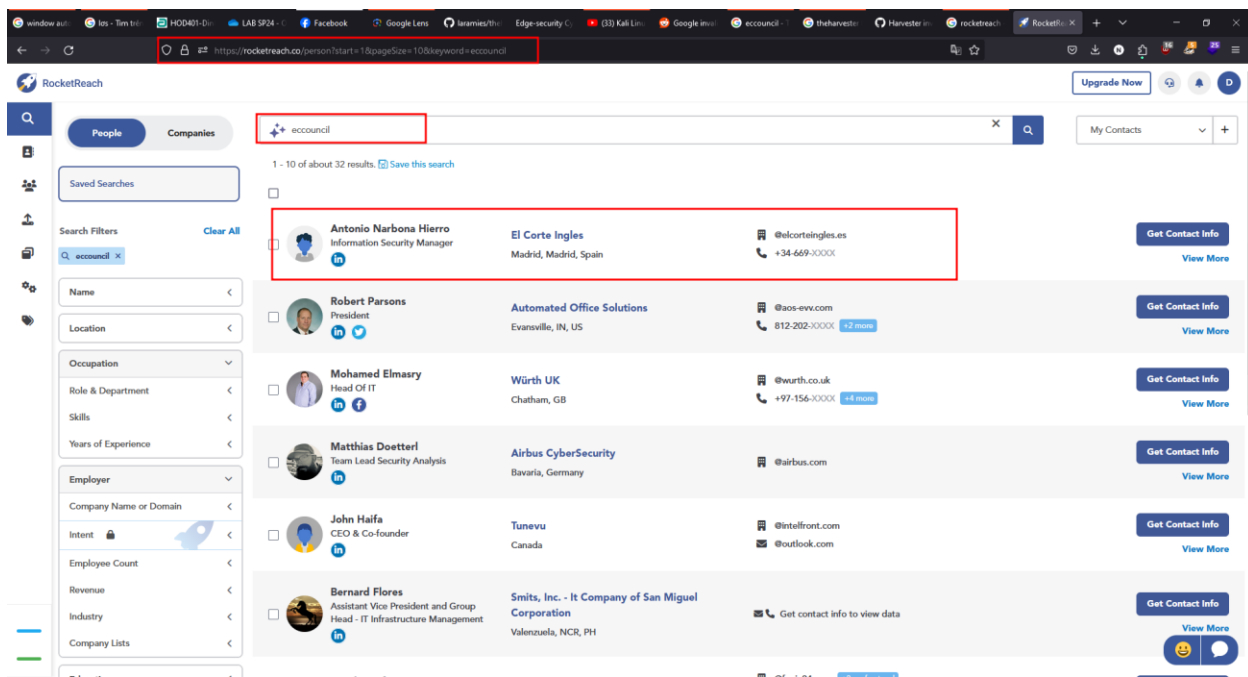 window auto
ios - Tim trên
HOD401-Din
LAB SP24 - C
Facebook
Google Lens
laramies/the
Edge-security Cy
(33) Kali Linu
Google inval
eccouncil - T
theharvester
Harvester in
rocketreach
RocketRea
https://rocketreach.co/person?start=1&pageSize=10&keyword=eccouncil
RocketReach
Upgrade Now
D
People
Companies
eccouncil
My Contacts
1 - 10 of about 32 results. Save this search
Saved Searches
Search Filters
Clear All
eccouncil ×
Name
Location
Occupation
Role & Department
Skills
Years of Experience
Employer
Company Name or Domain
Intent
Employee Count
Revenue
Industry
Company Lists
Antonio Narbona Hierro
Information Security Manager
El Corte Ingles
Madrid, Madrid, Spain
@elcorteingles.es
+34-669-XXXX
Get Contact Info
View More
Robert Parsons
President
Automated Office Solutions
Evansville, IN, US
@aos-evv.com
812-202-XXXX +2 more
Get Contact Info
View More
Mohamed Elmasry
Head Of IT
Würth UK
Chatham, GB
@wurth.co.uk
+97-156-XXXX +4 more
Get Contact Info
View More
Matthias Doetterl
Team Lead Security Analysis
Airbus CyberSecurity
Bavaria, Germany
@airbus.com
Get Contact Info
View More
John Haifa
CEO & Co-founder
Tunevu
Canada
@intelfront.com
@outlook.com
Get Contact Info
View More
Bernard Flores
Assistant Vice President and Group
Head - IT Infrastructure Management
Smits, Inc. - It Company of San Miguel
Corporation
Valenzuela, NCR, PH
Get contact info to view data
Get Contact Info
View More